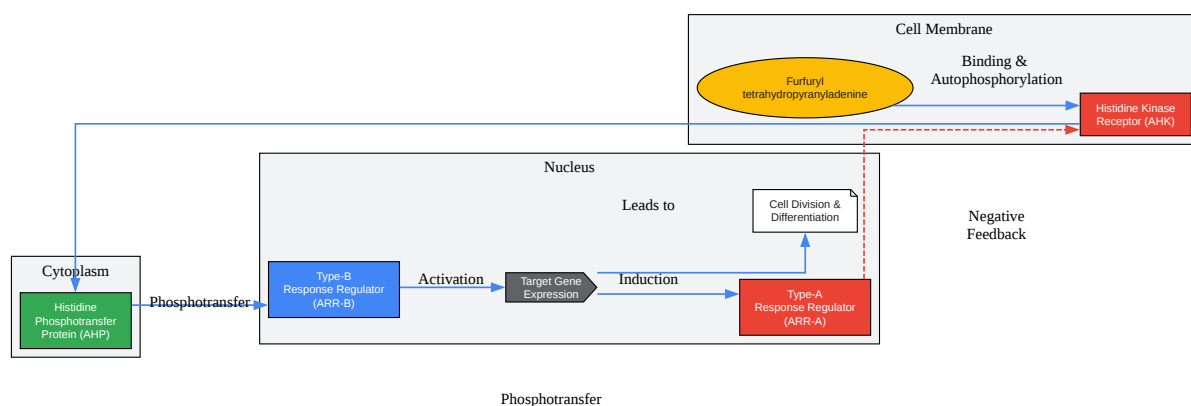 Cell Membrane
Furfuryl
tetrahydropyranyladenine
Binding &
Autophosphorylation
Histidine Kinase
Receptor (AHK)
Nucleus
Leads to
Cell Division &
Differentiation
Negative
Feedback
Cytoplasm
Histidine
Phosphotransfer
Protein (AHP)
Phosphotransfer
Type-B
Response Regulator
(ARR-B)
Activation
Target Gene
Expression
Induction
Type-A
Response Regulator
(ARR-A)
Phosphotransfer